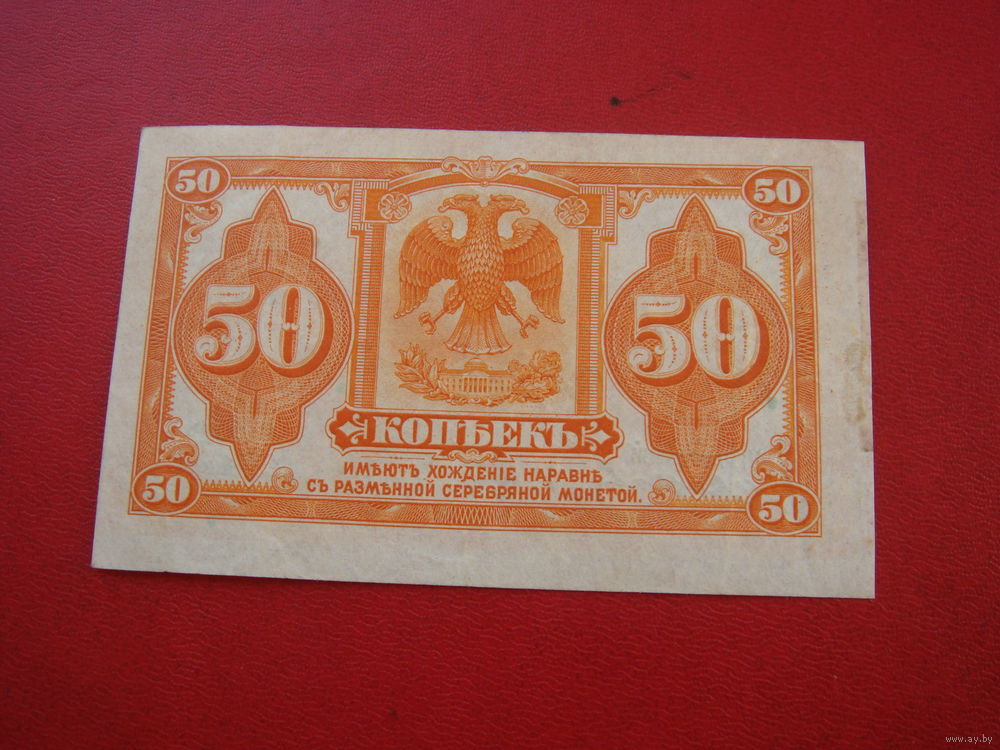 50 50
50 50
КОПѢЕКЪ
ИМѢЮТЪ ХОЖДЕНІЕ НАРАВНѢ
СЪ РАЗМѢННОЙ СЕРЕБРЯНОЙ МОНЕТОЙ.
50 50
www.ay.by